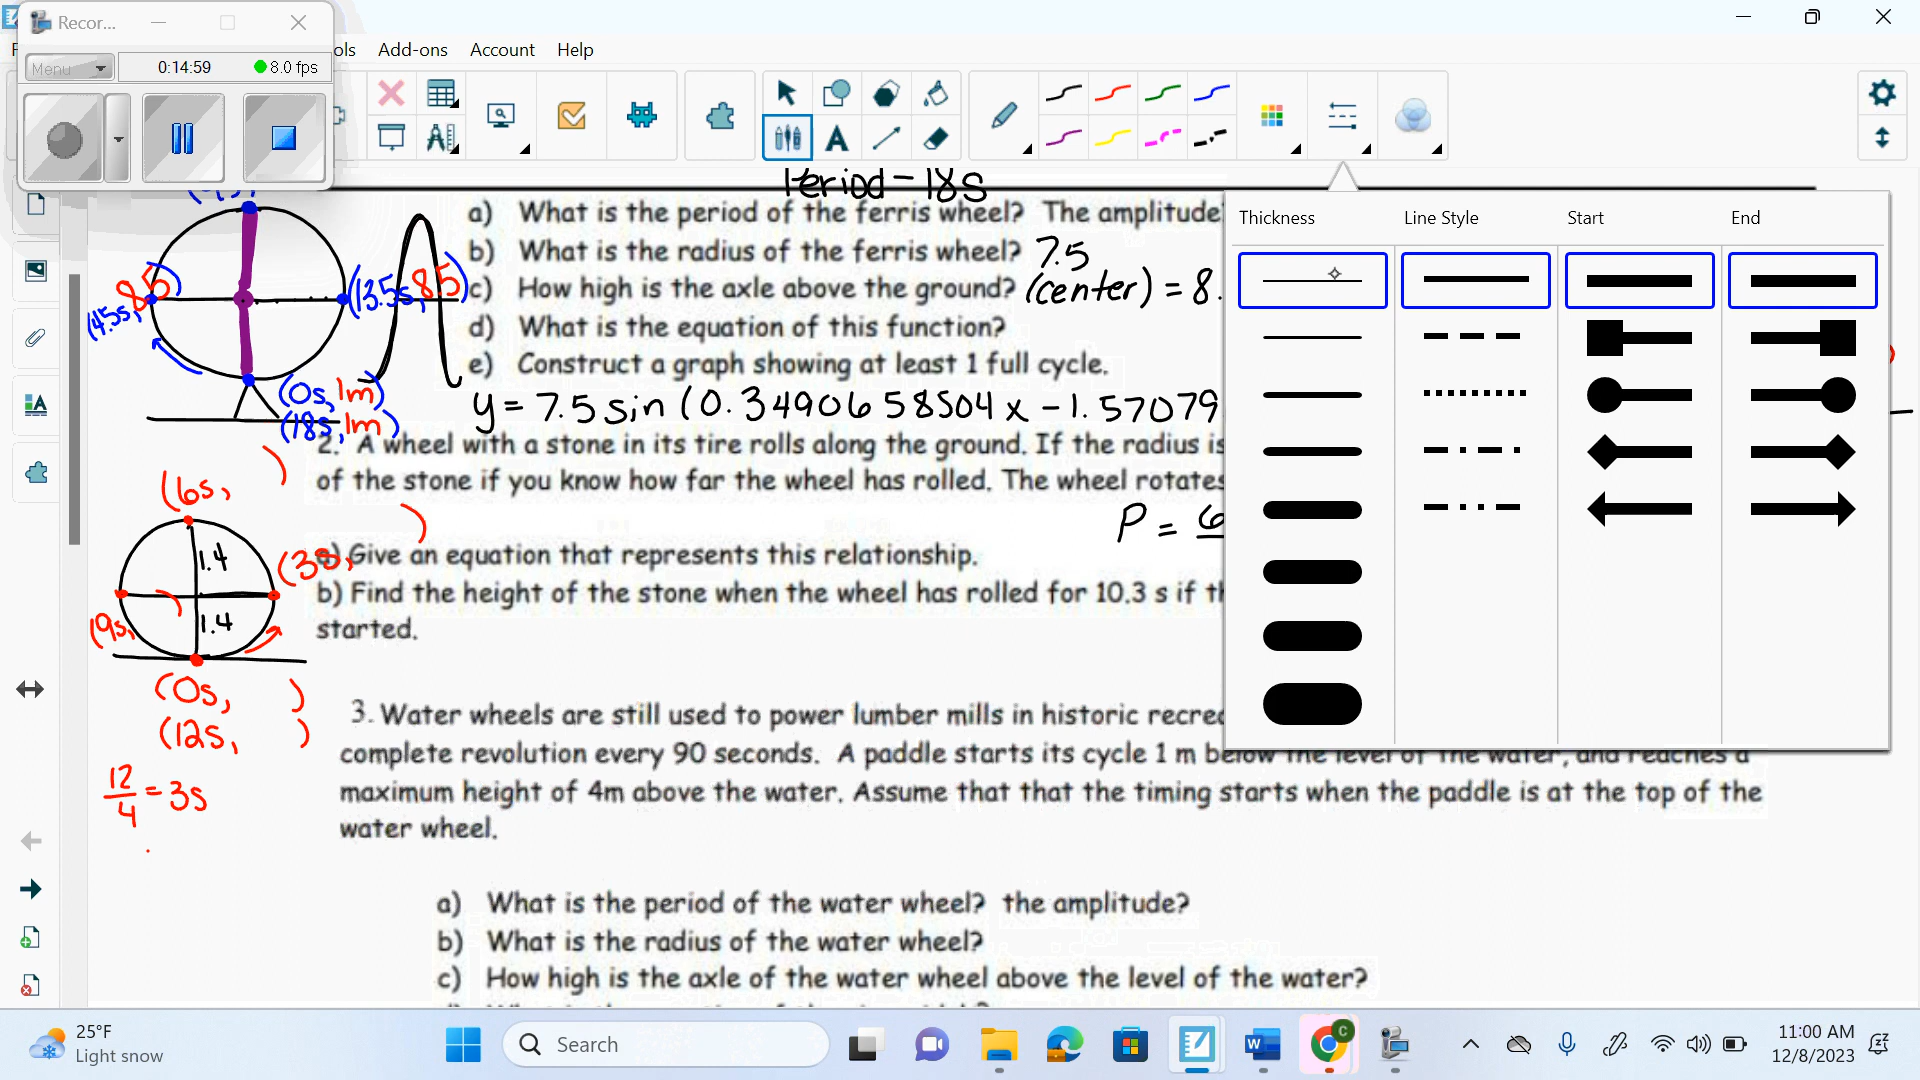 Recor...
ols Add-ons Account Help
Menu 0:14:59 8.0 fps
Period = 18s
a) What is the period of the ferris wheel? The amplitude?
b) What is the radius of the ferris wheel? 7.5
c) How high is the axle above the ground? (center) = 8.
d) What is the equation of this function?
e) Construct a graph showing at least 1 full cycle.
y = 7.5 sin (0.3490658504x - 1.57079
(4.5s, 8.5)
(13.5s, 8.5)
(0s, 1m)
(18s, 1m)
2. A wheel with a stone in its tire rolls along the ground. If the radius is
of the stone if you know how far the wheel has rolled. The wheel rotates
P = 6
a) Give an equation that represents this relationship.
b) Find the height of the stone when the wheel has rolled for 10.3 s if th
started.
(6s, )
1.4
(3s, )
(9s, )
1.4
(0s, )
(12s, )
12/4 = 3s
3. Water wheels are still used to power lumber mills in historic recrec
complete revolution every 90 seconds. A paddle starts its cycle 1 m below the level of the water, and reaches a
maximum height of 4m above the water. Assume that that the timing starts when the paddle is at the top of the
water wheel.
a) What is the period of the water wheel? the amplitude?
b) What is the radius of the water wheel?
c) How high is the axle of the water wheel above the level of the water?
Thickness Line Style Start End
25°F
Light snow
Search
11:00 AM
12/8/2023